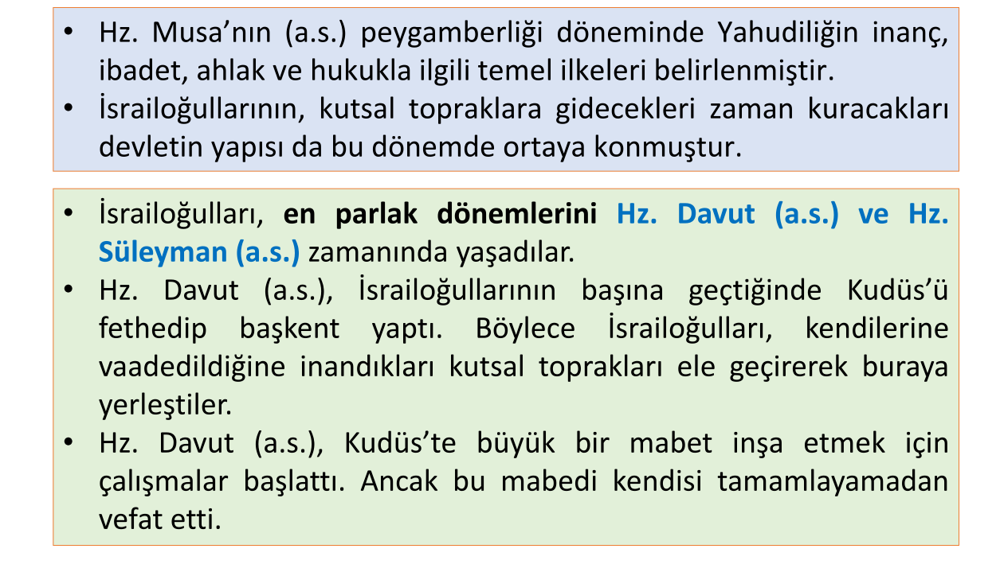 • Hz. Musa’nın (a.s.) peygamberliği döneminde Yahudiliğin inanç,
ibadet, ahlak ve hukukla ilgili temel ilkeleri belirlenmiştir.
• İsrailoğullarının, kutsal topraklara gidecekleri zaman kuracakları
devletin yapısı da bu dönemde ortaya konmuştur.
• İsrailoğulları, en parlak dönemlerini Hz. Davut (a.s.) ve Hz.
Süleyman (a.s.) zamanında yaşadılar.
• Hz. Davut (a.s.), İsrailoğullarının başına geçtiğinde Kudüs’ü
fethedip başkent yaptı. Böylece İsrailoğulları, kendilerine
vaadedildiğine inandıkları kutsal toprakları ele geçirerek buraya
yerleştiler.
• Hz. Davut (a.s.), Kudüs’te büyük bir mabet inşa etmek için
çalışmalar başlattı. Ancak bu mabedi kendisi tamamlayamadan
vefat etti.